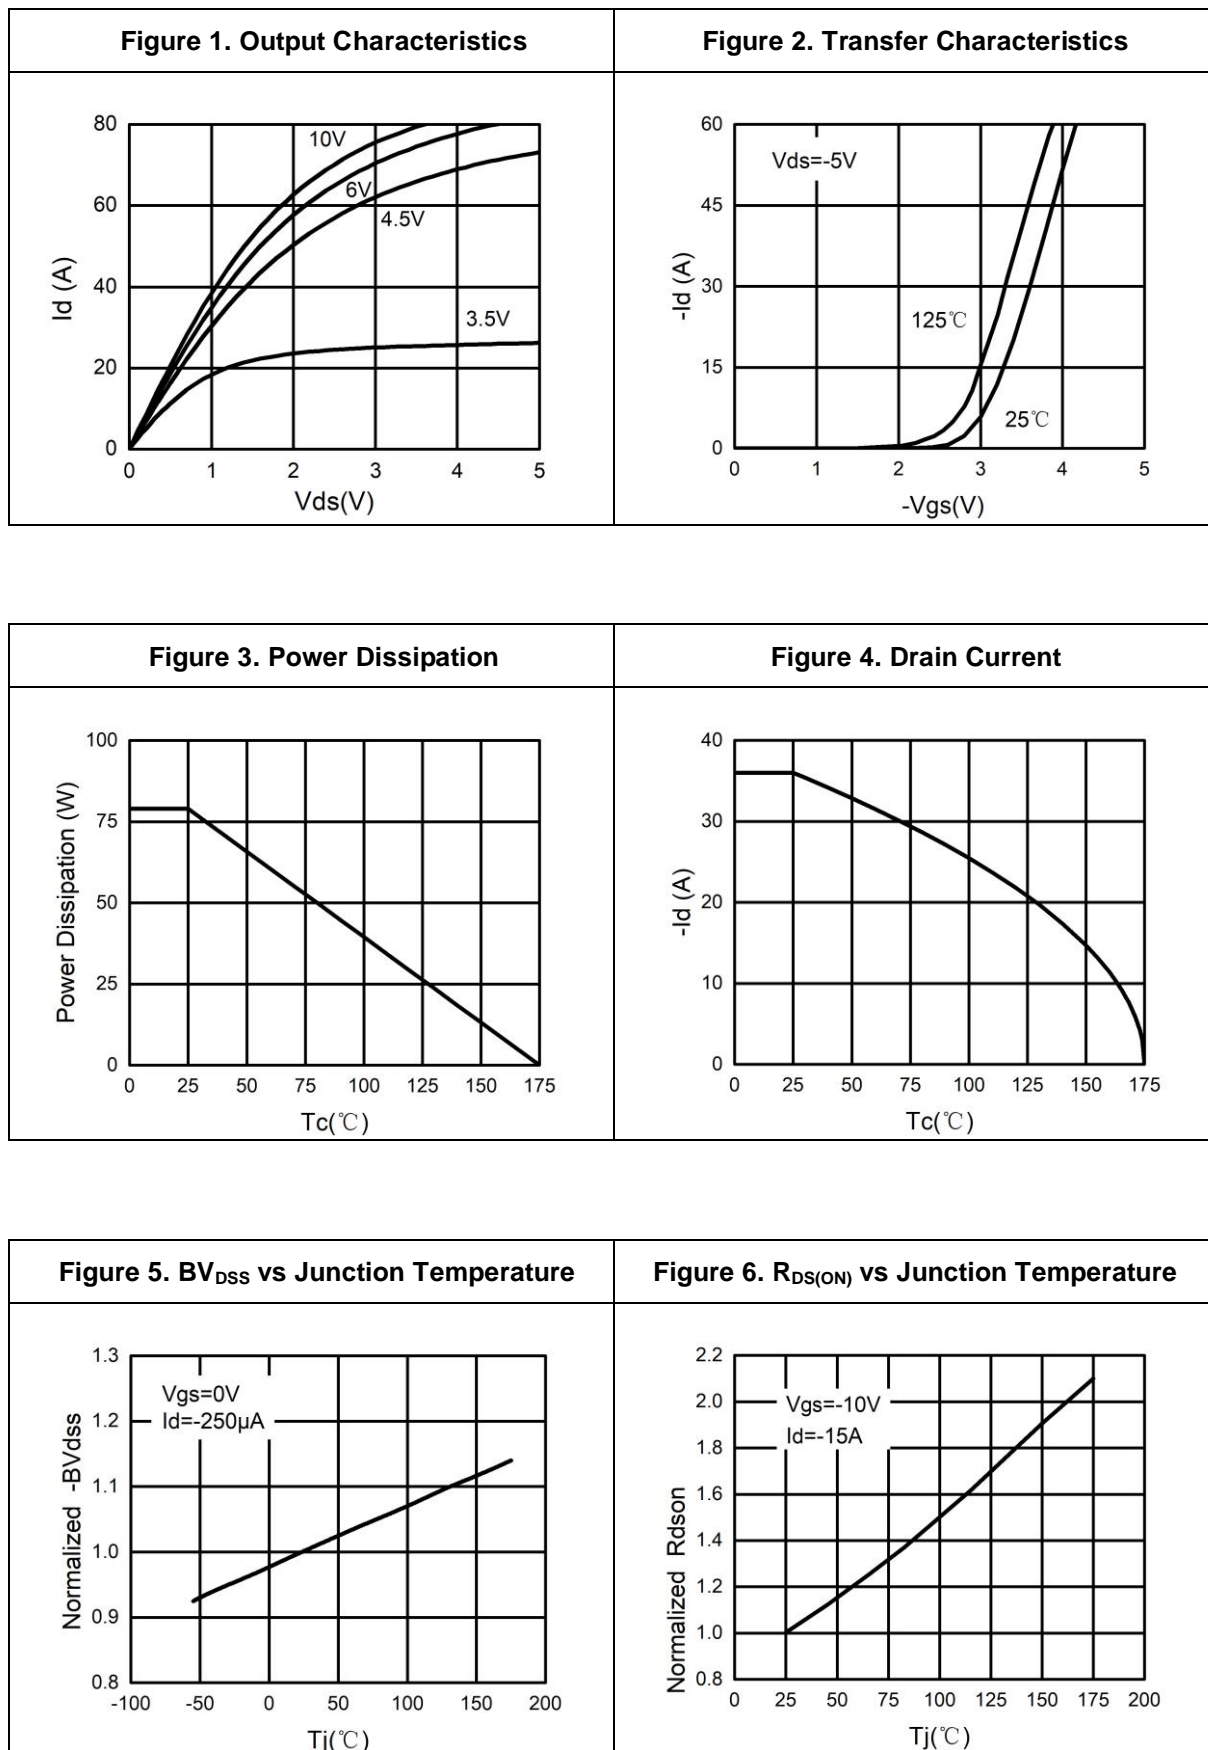 Figure 1. Output Characteristics
Figure 2. Transfer Characteristics
80
60
40
20
0
Id (A)
10V
6V
4.5V
3.5V
0 1 2 3 4 5
Vds(V)
60
45
30
15
0
-Id (A)
Vds=-5V
125℃
25℃
0 1 2 3 4 5
-Vgs(V)
Figure 3. Power Dissipation
Figure 4. Drain Current
100
75
50
25
0
Power Dissipation (W)
0 25 50 75 100 125 150 175
Tc(℃)
40
30
20
10
0
-Id (A)
0 25 50 75 100 125 150 175
Tc(℃)
Figure 5. BVDSS vs Junction Temperature
Figure 6. RDS(ON) vs Junction Temperature
1.3
1.2
1.1
1.0
0.9
0.8
Normalized -BVdss
Vgs=0V
Id=-250μA
-100 -50 0 50 100 150 200
Tj(℃)
2.2
2.0
1.8
1.6
1.4
1.2
1.0
0.8
Normalized Rdson
Vgs=-10V
Id=-15A
0 25 50 75 100 125 150 175 200
Tj(℃)